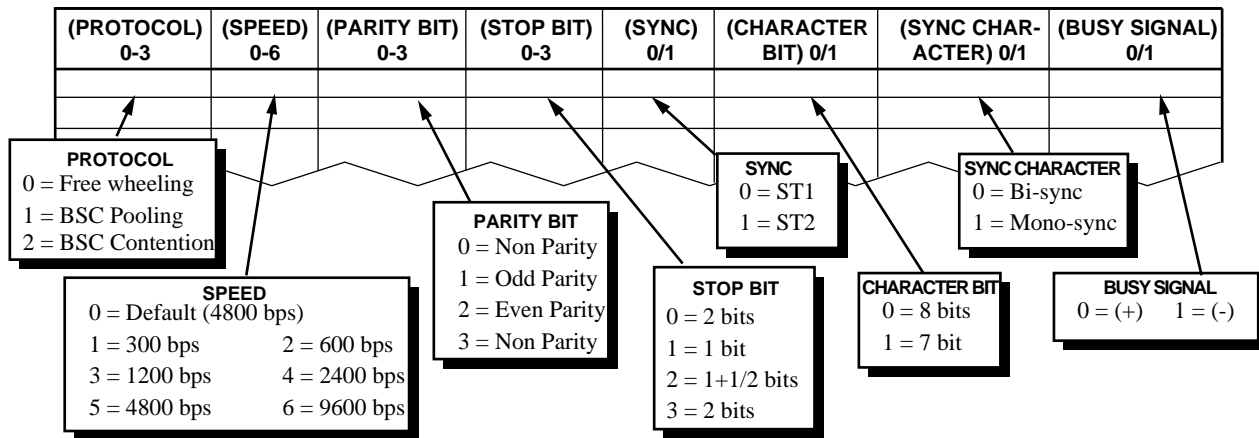 (PROTOCOL) 0-3
(SPEED) 0-6
(PARITY BIT) 0-3
(STOP BIT) 0-3
(SYNC) 0/1
(CHARACTER BIT) 0/1
(SYNC CHAR-ACTER) 0/1
(BUSY SIGNAL) 0/1
PROTOCOL
0 = Free wheeling
1 = BSC Pooling
2 = BSC Contention
SPEED
0 = Default (4800 bps)
1 = 300 bps 2 = 600 bps
3 = 1200 bps 4 = 2400 bps
5 = 4800 bps 6 = 9600 bps
PARITY BIT
0 = Non Parity
1 = Odd Parity
2 = Even Parity
3 = Non Parity
STOP BIT
0 = 2 bits
1 = 1 bit
2 = 1+1/2 bits
3 = 2 bits
SYNC
0 = ST1
1 = ST2
CHARACTER BIT
0 = 8 bits
1 = 7 bit
SYNC CHARACTER
0 = Bi-sync
1 = Mono-sync
BUSY SIGNAL
0 = (+) 1 = (-)